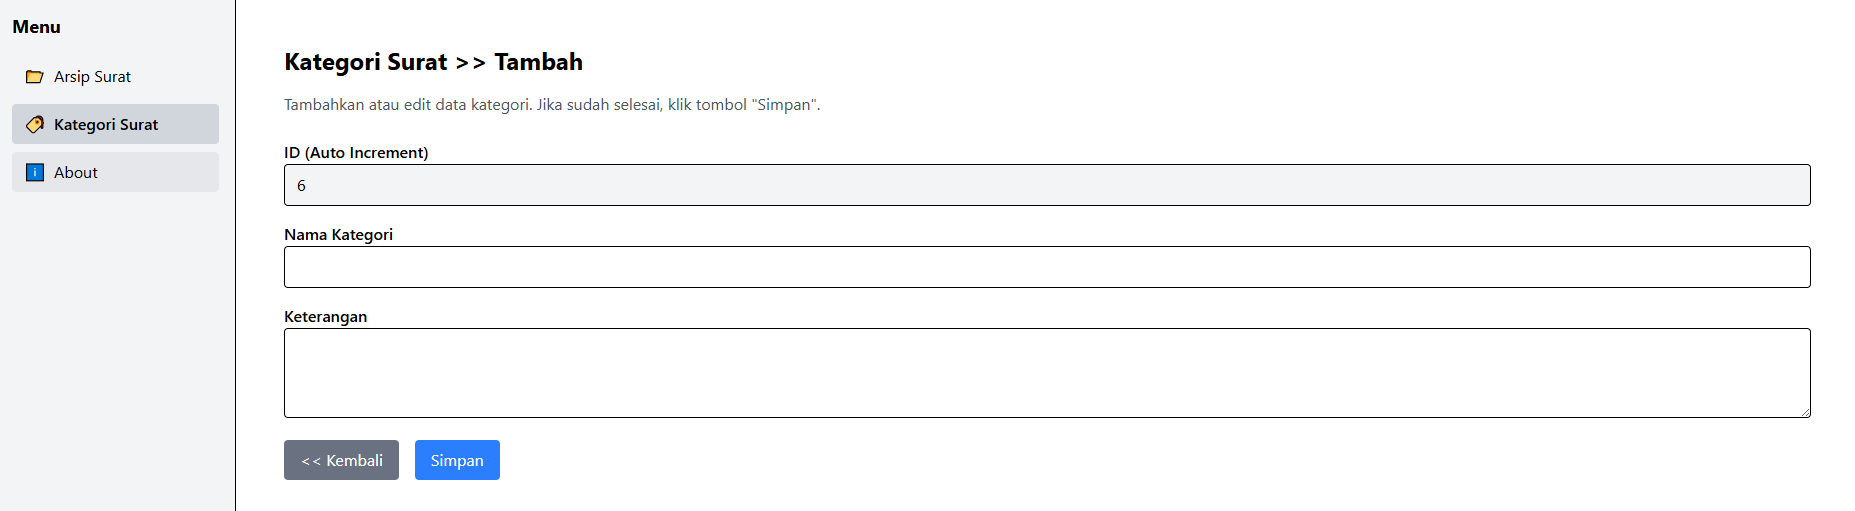 Menu
Arsip Surat
Kategori Surat
About
Kategori Surat >> Tambah
Tambahkan atau edit data kategori. Jika sudah selesai, klik tombol "Simpan".
ID (Auto Increment)
6
Nama Kategori
Keterangan
<< Kembali
Simpan